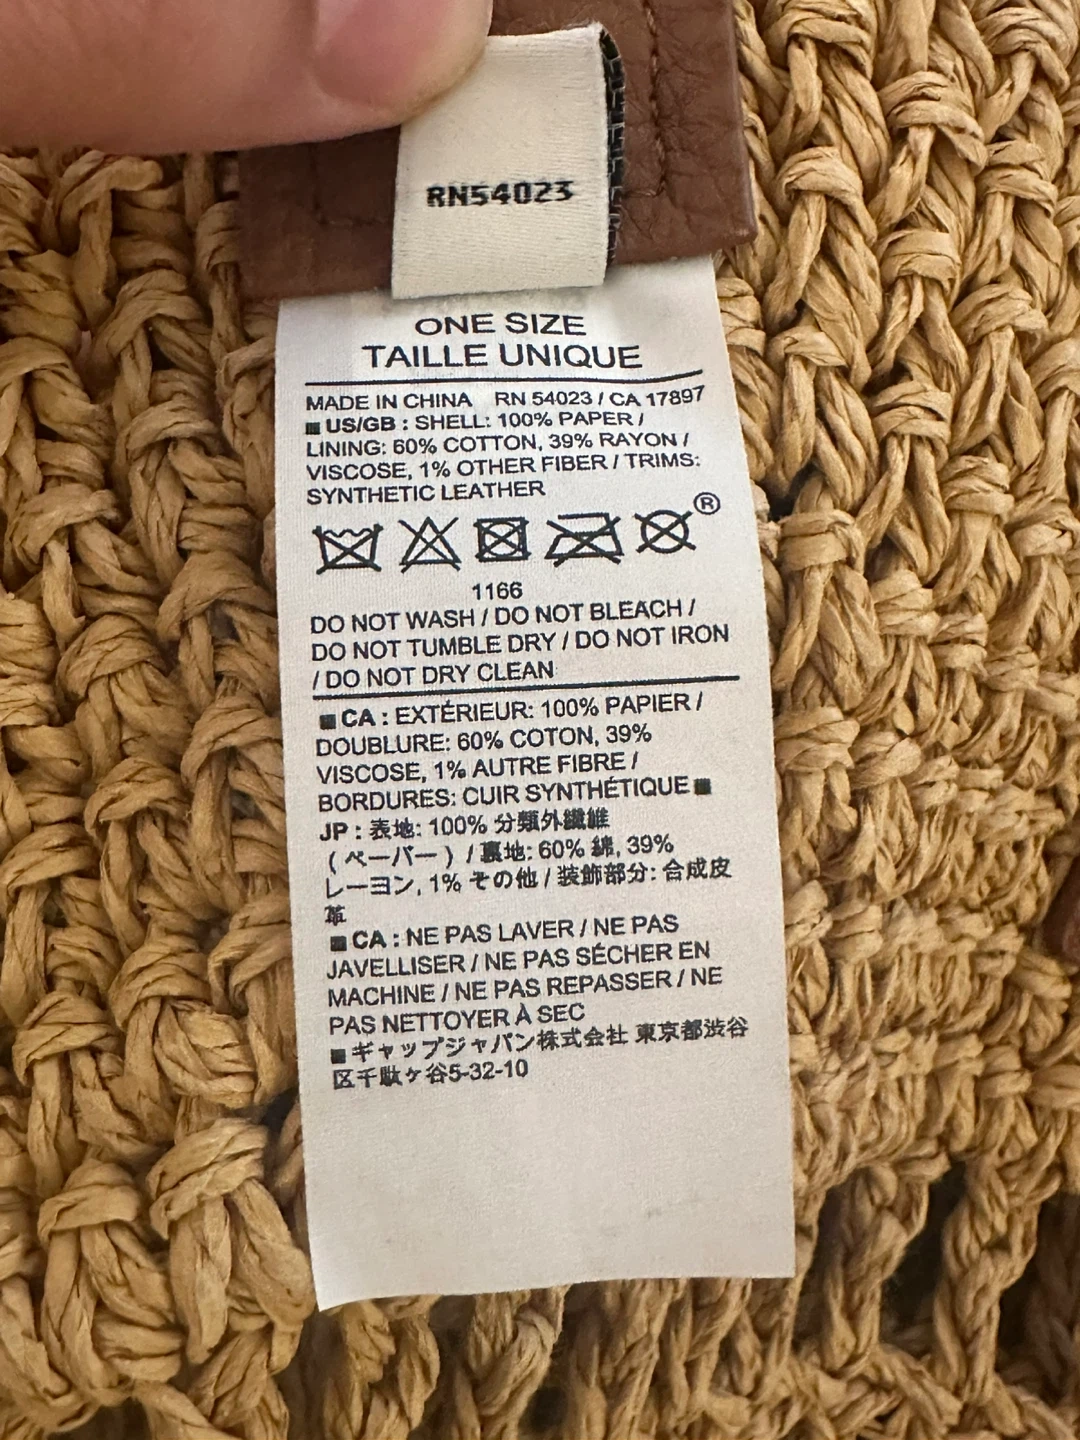 RN54023
ONE SIZE
TAILLE UNIQUE
MADE IN CHINA RN 54023 / CA 17897
■ US/GB : SHELL: 100% PAPER /
LINING: 60% COTTON, 39% RAYON /
VISCOSE, 1% OTHER FIBER / TRIMS:
SYNTHETIC LEATHER
®
1166
DO NOT WASH / DO NOT BLEACH /
DO NOT TUMBLE DRY / DO NOT IRON
/ DO NOT DRY CLEAN
■ CA : EXTÉRIEUR: 100% PAPIER /
DOUBLURE: 60% COTON, 39%
VISCOSE, 1% AUTRE FIBRE /
BORDURES: CUIR SYNTHÉTIQUE ■
JP : 表地: 100% 分類外繊維
( ペーパー ) / 裏地: 60% 綿, 39%
レーヨン, 1% その他 / 装飾部分: 合成皮
革
■ CA : NE PAS LAVER / NE PAS
JAVELLISER / NE PAS SÉCHER EN
MACHINE / NE PAS REPASSER / NE
PAS NETTOYER À SEC
■ ギャップジャパン株式会社 東京都渋谷
区千駄ヶ谷5-32-10